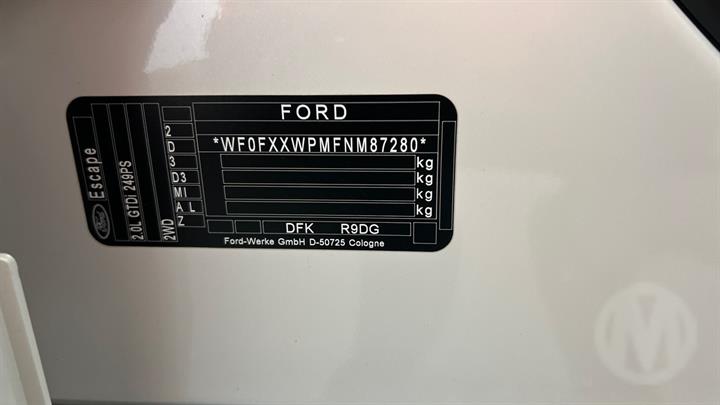 FORD
*WF0FXXWPMFNM87280*
kg
kg
kg
kg
DFK R9DG
Ford-Werke GmbH D-50725 Cologne
Ford
Escape
2.0L GTDi 249PS
2WD
2
D
3
D3
MI
A L
Z
M